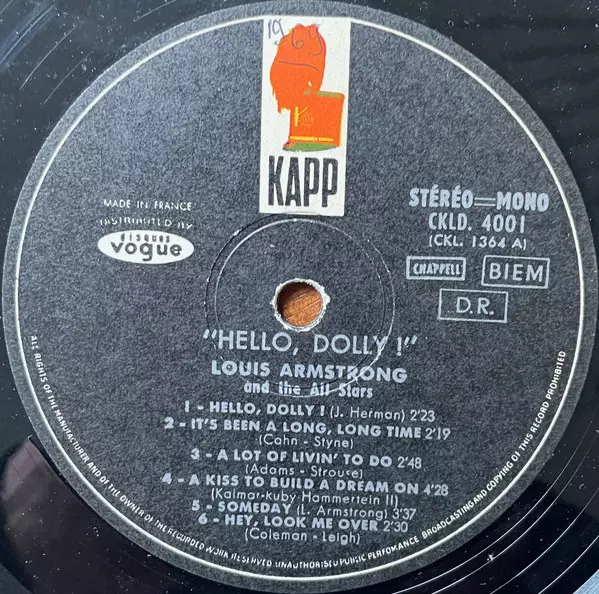 1965
KAPP
MADE IN FRANCE
DISTRIBUTED BY
disques
vogue
STÉRÉO=MONO
CKLD. 4001
(CKL. 1364 A)
CHAPPELL
BIEM
D.R.
"HELLO, DOLLY !"
LOUIS ARMSTRONG
and the All Stars
1 - HELLO, DOLLY ! (J. Herman) 2'23
2 - IT'S BEEN A LONG, LONG TIME 2'19
(Cahn - Styne)
3 - A LOT OF LIVIN' TO DO 2'48
(Adams - Strouse)
4 - A KISS TO BUILD A DREAM ON 4'28
(Kalmar-kuby Hammertein II)
5 - SOMEDAY (L. Armstrong) 3'37
6 - HEY, LOOK ME OVER 2'30
(Coleman - Leigh)
ALL RIGHTS OF THE MANUFACTURER AND OF THE OWNER OF THE RECORDED WORK RESERVED UNAUTHORISED PUBLIC PERFOMANCE BROADCASTING AND COPYING OF THIS RECORD PROHIBITED